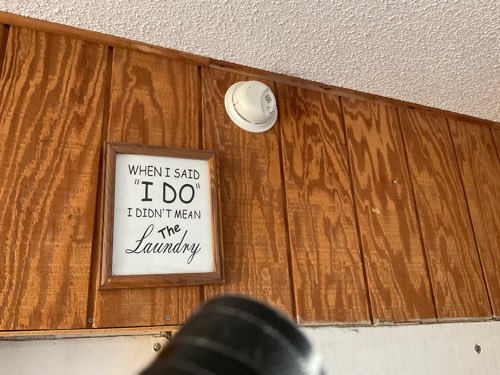 WHEN I SAID
"I DO"
I DIDN'T MEAN
The
Laundry